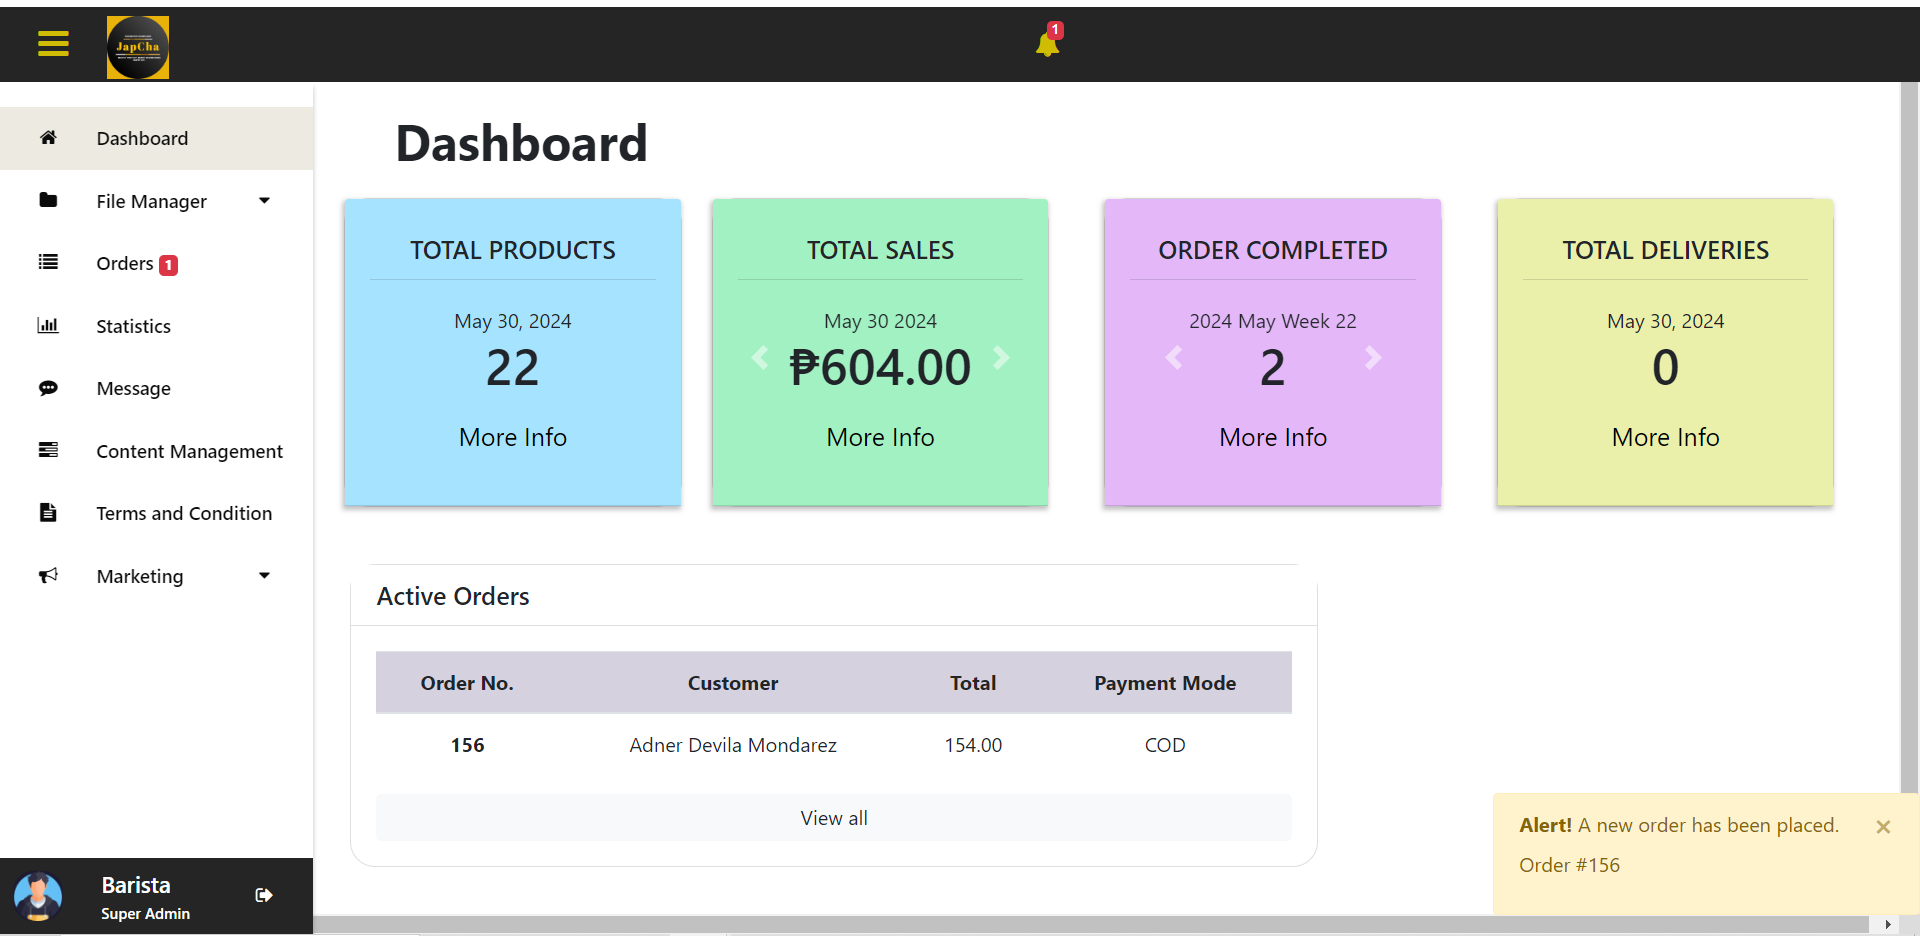 JapCha
1
Dashboard
File Manager
Orders 1
Statistics
Message
Content Management
Terms and Condition
Marketing
Barista
Super Admin
Dashboard
TOTAL PRODUCTS
May 30, 2024
22
More Info
TOTAL SALES
May 30 2024
₱604.00
More Info
ORDER COMPLETED
2024 May Week 22
2
More Info
TOTAL DELIVERIES
May 30, 2024
0
More Info
Active Orders
Order No. Customer Total Payment Mode
156 Adner Devila Mondarez 154.00 COD
View all
Alert! A new order has been placed. ×
Order #156